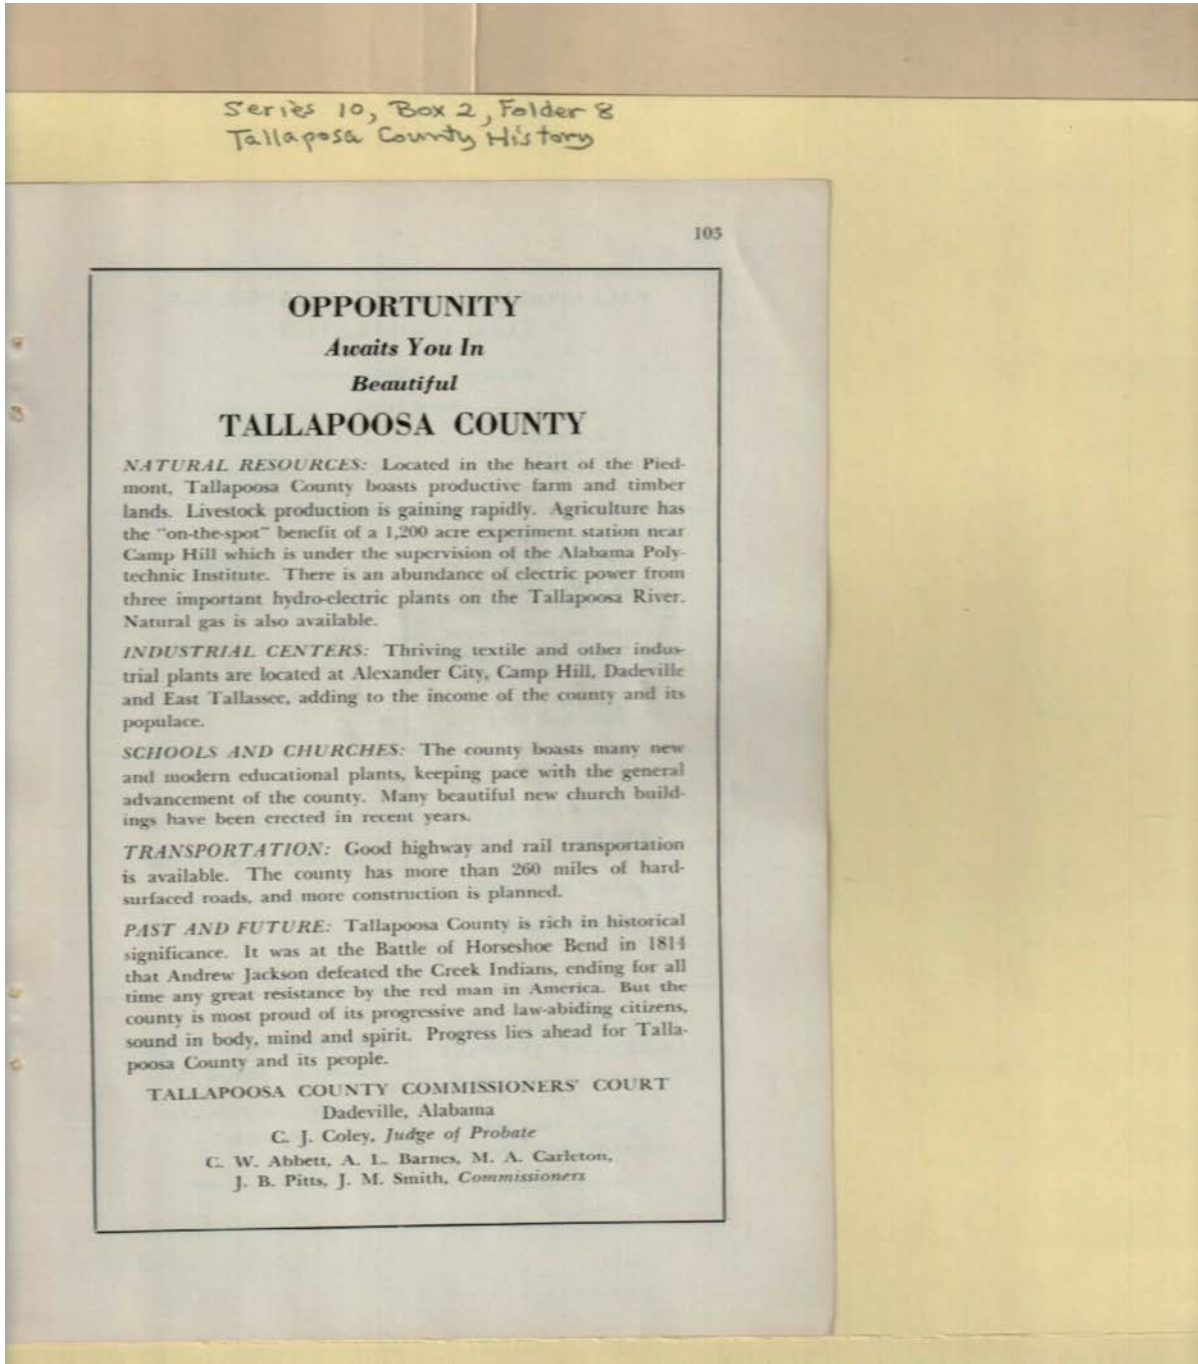 Series 10, Box 2, Folder 8
Tallaposa County History
105
OPPORTUNITY
Awaits You In
Beautiful
TALLAPOOSA COUNTY
NATURAL RESOURCES: Located in the heart of the Pied-
mont, Tallapoosa County boasts productive farm and timber
lands. Livestock production is gaining rapidly. Agriculture has
the "on-the-spot" benefit of a 1,200 acre experiment station near
Camp Hill which is under the supervision of the Alabama Poly-
technic Institute. There is an abundance of electric power from
three important hydro-electric plants on the Tallapoosa River.
Natural gas is also available.
INDUSTRIAL CENTERS: Thriving textile and other indus-
trial plants are located at Alexander City, Camp Hill, Dadeville
and East Tallassee, adding to the income of the county and its
populace.
SCHOOLS AND CHURCHES: The county boasts many new
and modern educational plants, keeping pace with the general
advancement of the county. Many beautiful new church build-
ings have been erected in recent years.
TRANSPORTATION: Good highway and rail transportation
is available. The county has more than 260 miles of hard-
surfaced roads, and more construction is planned.
PAST AND FUTURE: Tallapoosa County is rich in historical
significance. It was at the Battle of Horseshoe Bend in 1814
that Andrew Jackson defeated the Creek Indians, ending for all
time any great resistance by the red man in America. But the
county is most proud of its progressive and law-abiding citizens,
sound in body, mind and spirit. Progress lies ahead for Talla-
poosa County and its people.
TALLAPOOSA COUNTY COMMISSIONERS' COURT
Dadeville, Alabama
C. J. Coley, Judge of Probate
C. W. Abbett, A. L. Barnes, M. A. Carleton,
J. B. Pitts, J. M. Smith, Commissioners